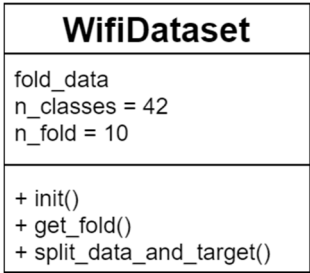 WifiDataset
fold_data
n_classes = 42
n_fold = 10
+ init()
+ get_fold()
+ split_data_and_target()